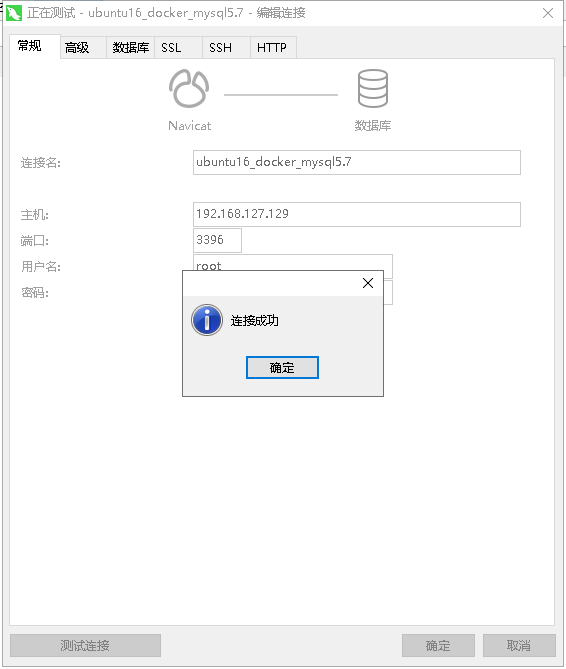 正在测试 - ubuntu16_docker_mysql5.7 - 编辑连接
常规 高级 数据库 SSL SSH HTTP
Navicat 数据库
连接名: ubuntu16_docker_mysql5.7
主机: 192.168.127.129
端口: 3396
用户名: root
密码:
连接成功
确定
测试连接 确定 取消